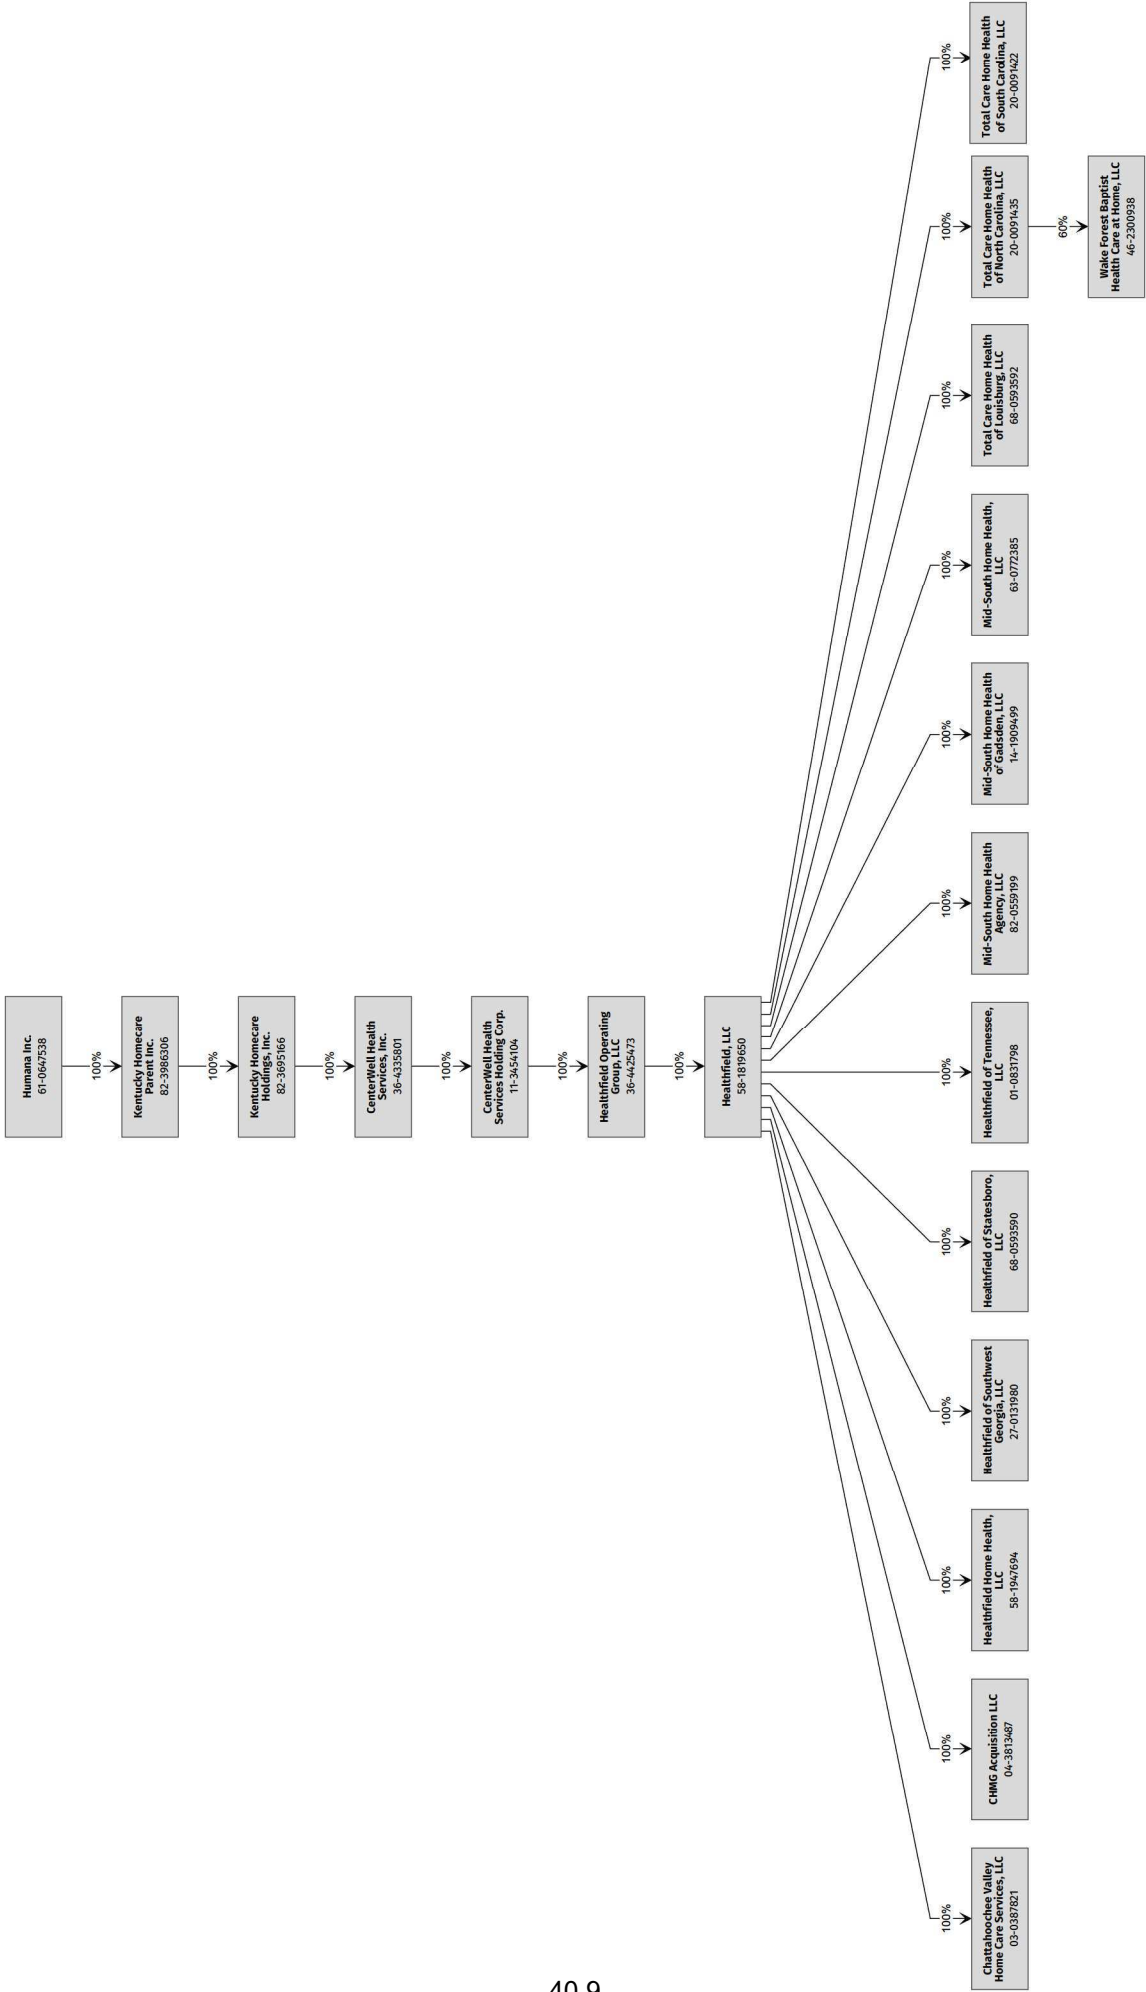 Humana Inc.
61-0647538
100%
Kentucky Homecare
Parent Inc.
82-3986306
100%
Kentucky Homecare
Holdings, Inc.
82-3695166
100%
CenterWell Health
Services, Inc.
36-4335801
100%
CenterWell Health
Services Holding Corp.
11-3454104
100%
Healthfield Operating
Group, LLC
36-4425473
100%
Healthfield, LLC
58-1819650
100%
Chattahoochee Valley
Home Care Services, LLC
03-0387821
100%
CHMG Acquisition LLC
04-3813487
100%
Healthfield Home Health,
LLC
58-1947694
100%
Healthfield of Southwest
Georgia, LLC
27-0131980
100%
Healthfield of Statesboro,
LLC
68-0593590
100%
Healthfield of Tennessee,
LLC
01-0831798
100%
Mid-South Home Health
Agency, LLC
82-0559199
100%
Mid-South Home Health
of Gadsden, LLC
14-1909499
100%
Mid-South Home Health,
LLC
63-0772385
100%
Total Care Home Health
of Louisburg, LLC
68-0593592
100%
Total Care Home Health
of North Carolina, LLC
20-0091435
100%
Total Care Home Health
of South Carolina, LLC
20-0091422
60%
Wake Forest Baptist
Health Care at Home, LLC
46-2300938
40.9